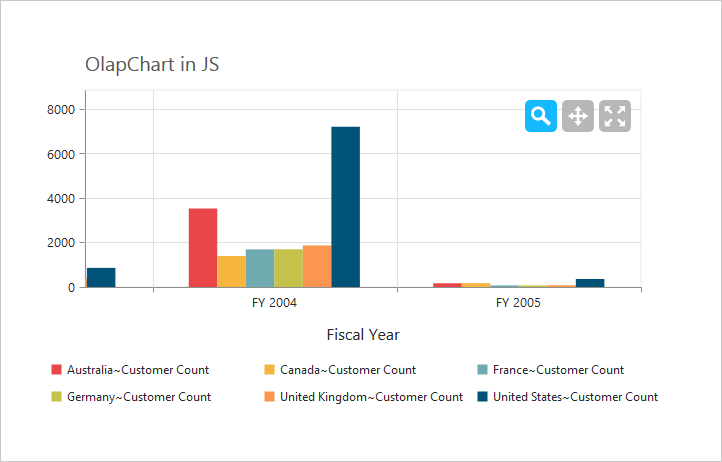 OlapChart in JS
8000
6000
4000
2000
0
FY 2004 FY 2005
Fiscal Year
Australia~Customer Count Canada~Customer Count France~Customer Count
Germany~Customer Count United Kingdom~Customer Count United States~Customer Count